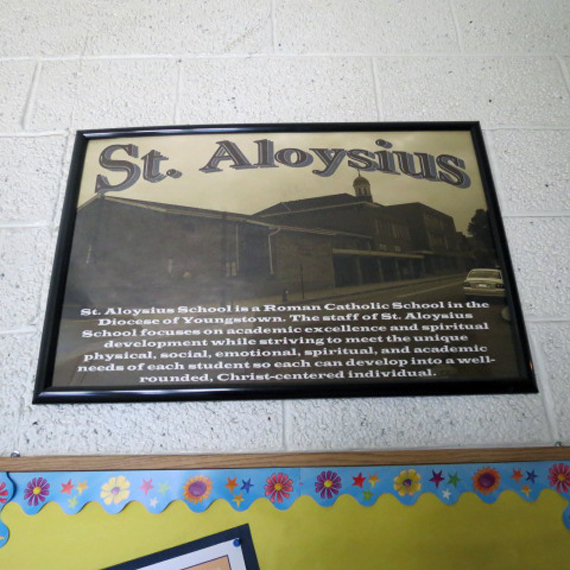 St. Aloysius
St. Aloysius School is a Roman Catholic School in the
Diocese of Youngstown. The staff of St. Aloysius
School focuses on academic excellence and spiritual
development while striving to meet the unique
physical, social, emotional, spiritual, and academic
needs of each student so each can develop into a well-
rounded, Christ-centered individual.